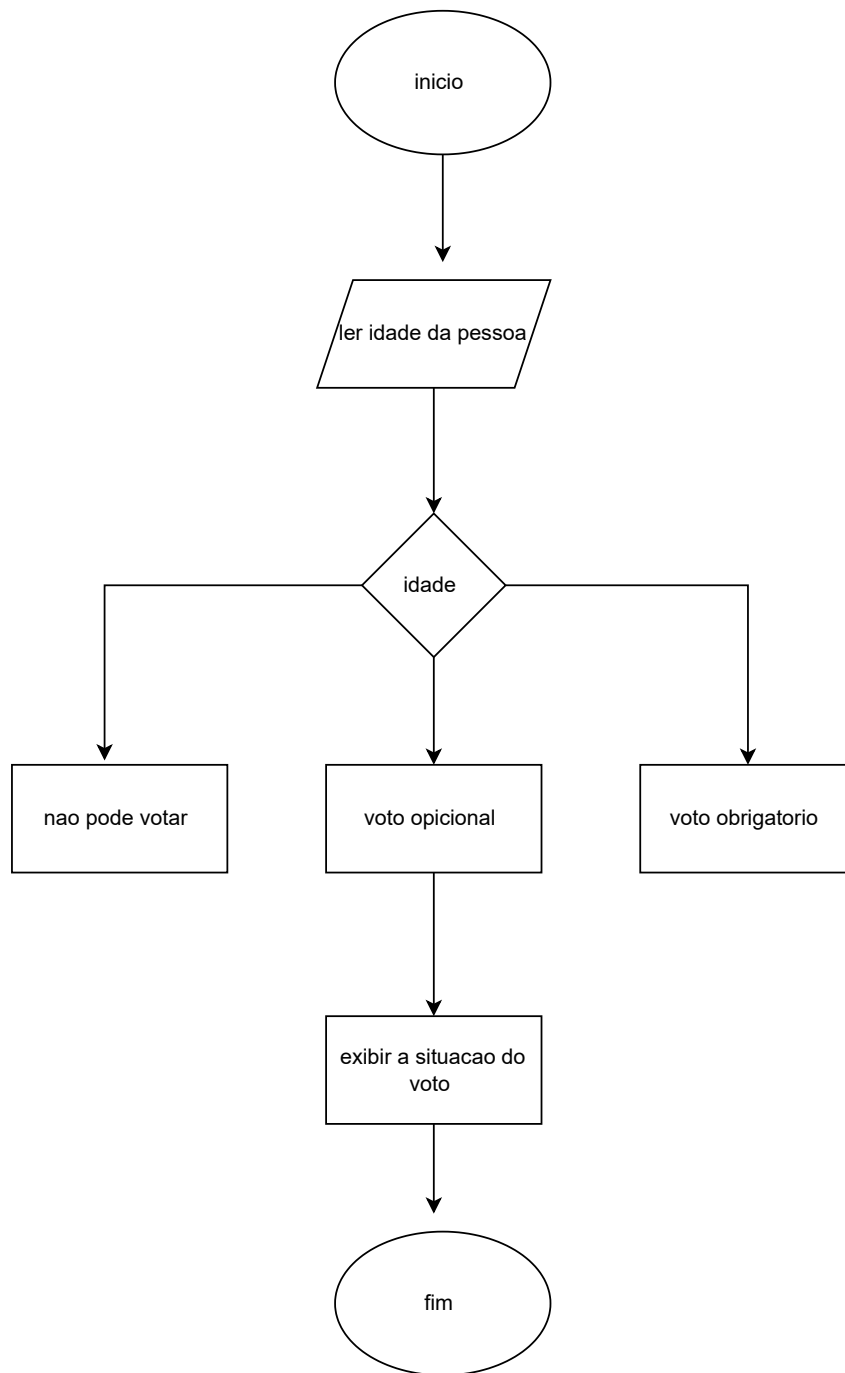 inicio
ler idade da pessoa
idade
nao pode votar
voto opicional
voto obrigatorio
exibir a situacao do
voto
fim